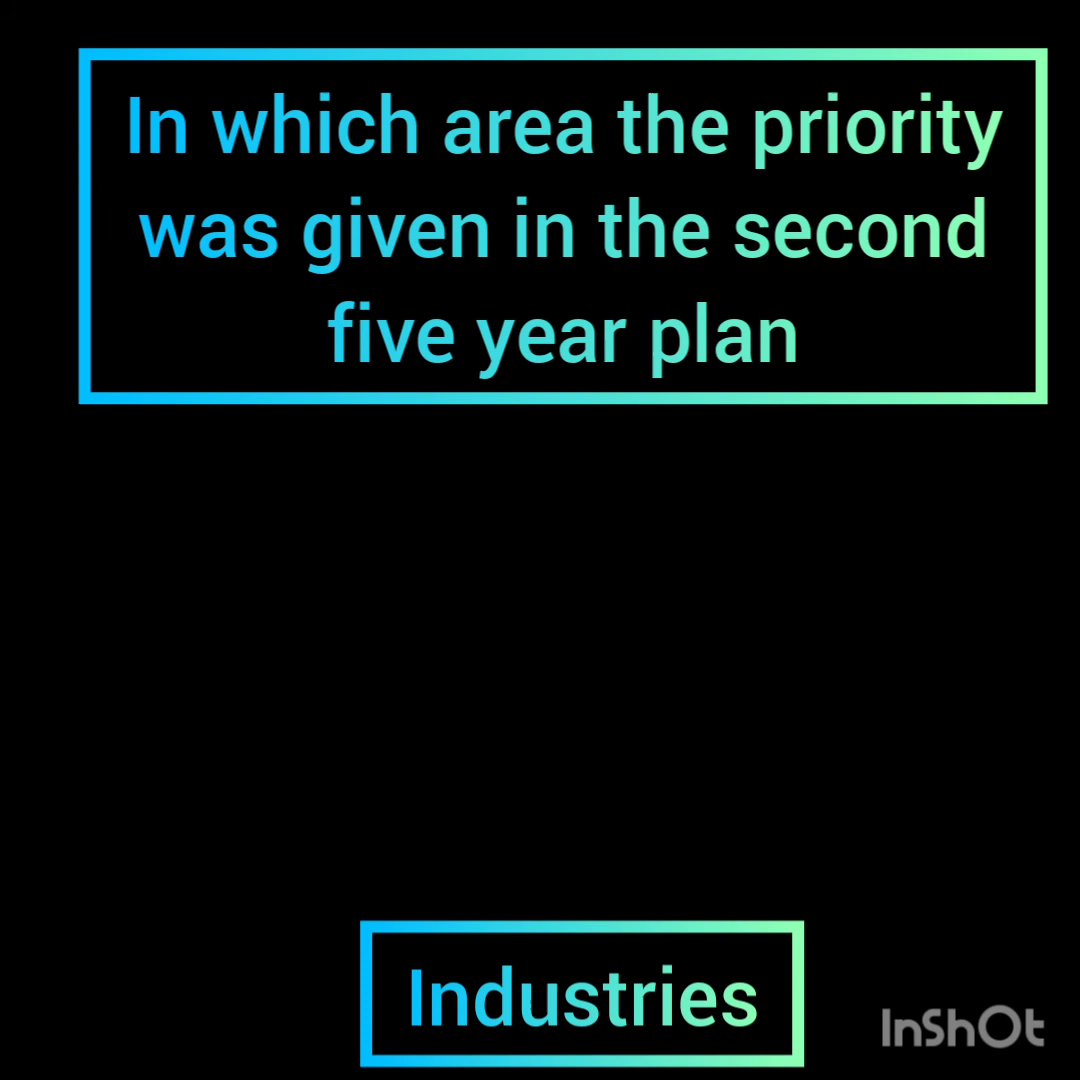 In which area the priority
was given in the second
five year plan
Industries
InShOt